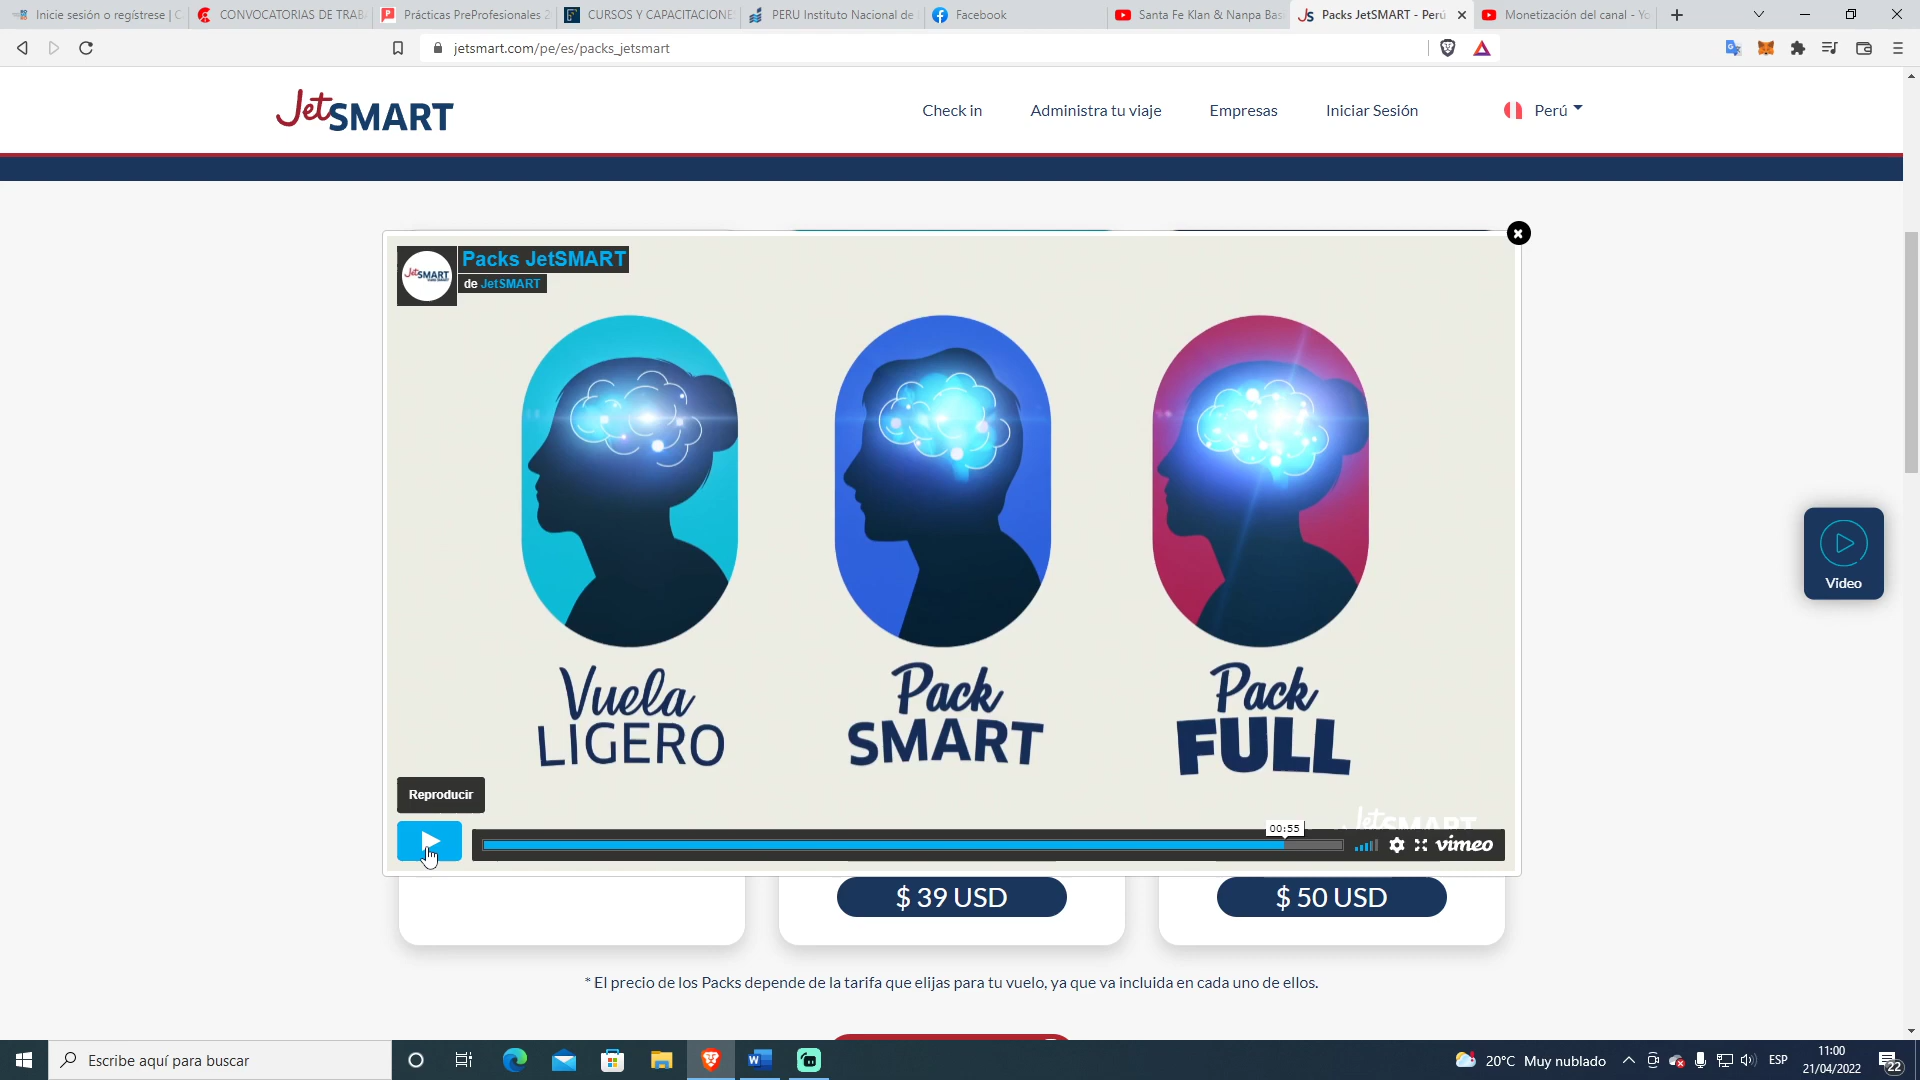 Inicie sesión o regístrese | C
CONVOCATORIAS DE TRABA
Prácticas PreProfesionales 2
CURSOS Y CAPACITACIONE
PERU Instituto Nacional de
Facebook
Santa Fe Klan & Nanpa Bas
Packs JetSMART - Perú
Monetización del canal - Yo
jetsmart.com/pe/es/packs_jetsmart
JetSMART
Check in
Administra tu viaje
Empresas
Iniciar Sesión
Perú
JetSMART
Packs JetSMART
de JetSMART
Vuela
LIGERO
Pack
SMART
Pack
FULL
Video
Reproducir
JetSMART
00:55
vimeo
$ 39 USD
$ 50 USD
* El precio de los Packs depende de la tarifa que elijas para tu vuelo, ya que va incluida en cada uno de ellos.
Escribe aquí para buscar
20°C Muy nublado
ESP
11:00
21/04/2022
22